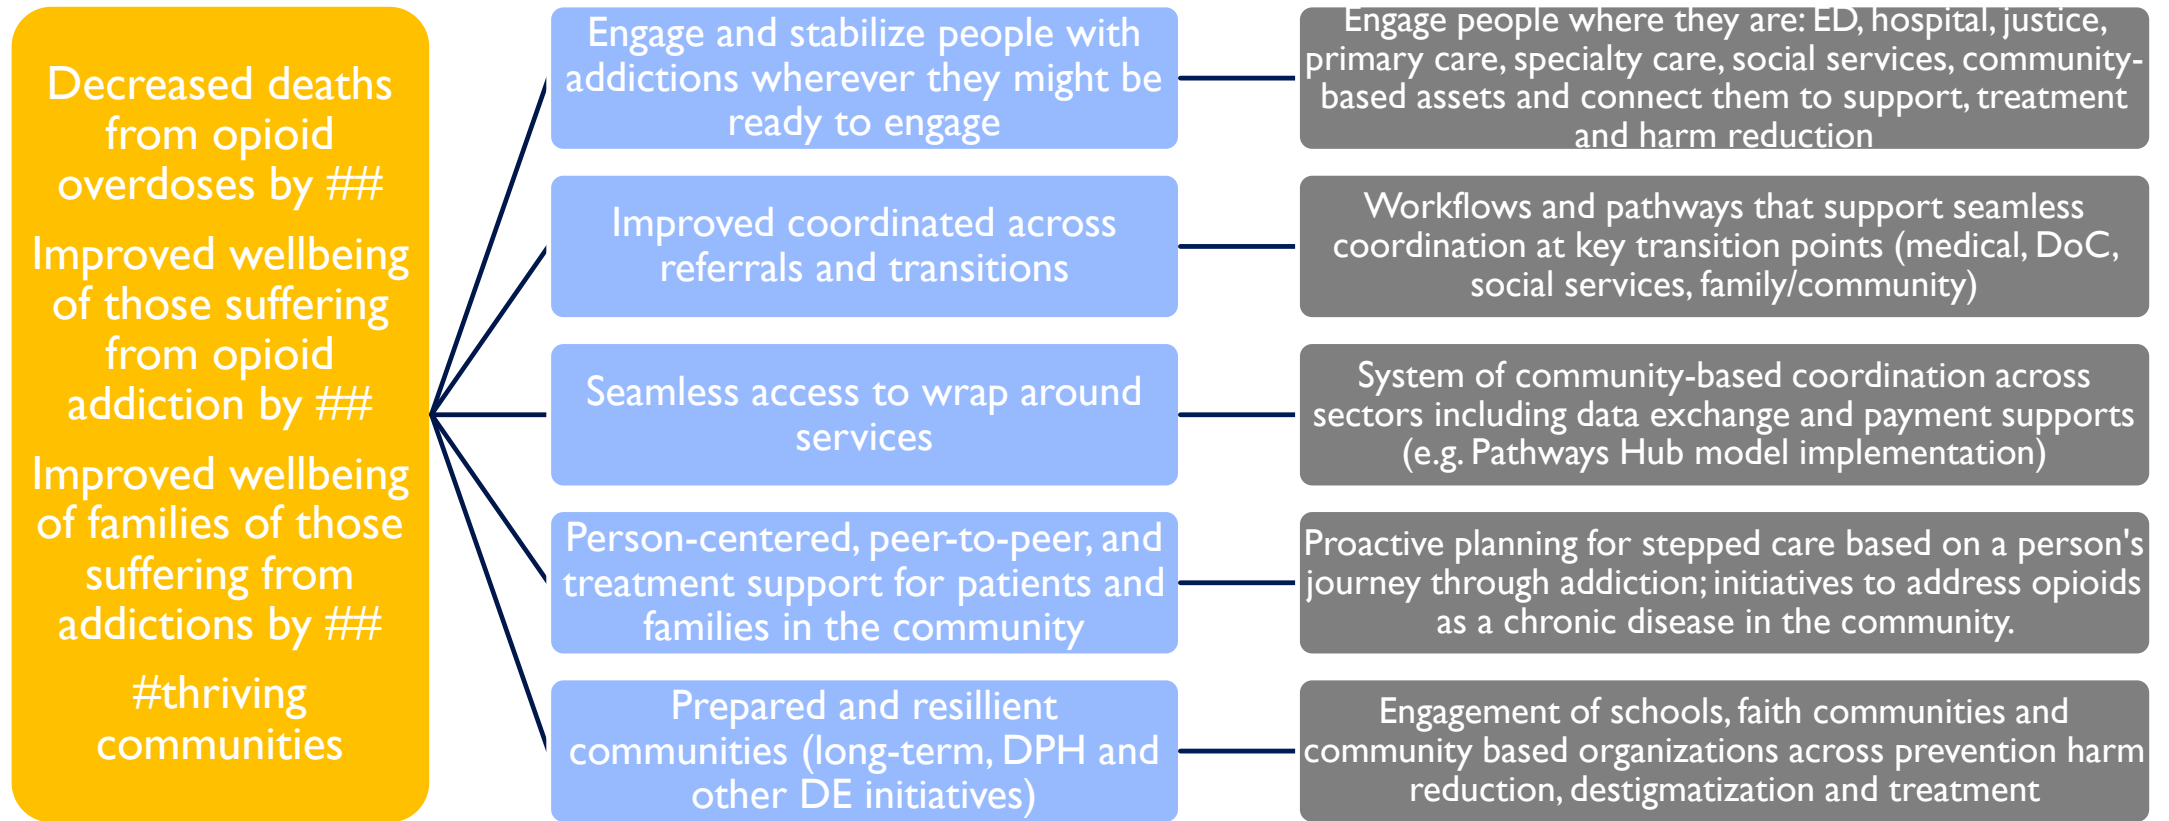 Decreased deaths
from opioid
overdoses by ##
Improved wellbeing
of those suffering
from opioid
addiction by ##
Improved wellbeing
of families of those
suffering from
addictions by ##
#thriving
communities
Engage and stabilize people with
addictions wherever they might be
ready to engage
Engage people where they are: ED, hospital, justice,
primary care, specialty care, social services, community-
based assets and connect them to support, treatment
and harm reduction
Improved coordinated across
referrals and transitions
Workflows and pathways that support seamless
coordination at key transition points (medical, DoC,
social services, family/community)
Seamless access to wrap around
services
System of community-based coordination across
sectors including data exchange and payment supports
(e.g. Pathways Hub model implementation)
Person-centered, peer-to-peer, and
treatment support for patients and
families in the community
Proactive planning for stepped care based on a person's
journey through addiction; initiatives to address opioids
as a chronic disease in the community.
Prepared and resillient
communities (long-term, DPH and
other DE initiatives)
Engagement of schools, faith communities and
community based organizations across prevention harm
reduction, destigmatization and treatment